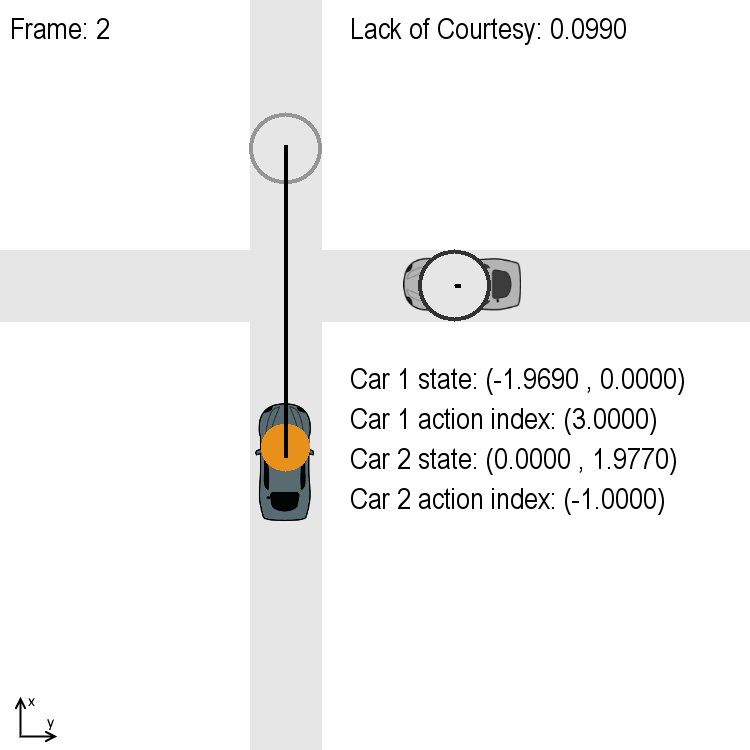 Frame: 2
Lack of Courtesy: 0.0990
Car 1 state: (-1.9690 , 0.0000)
Car 1 action index: (3.0000)
Car 2 state: (0.0000 , 1.9770)
Car 2 action index: (-1.0000)
x
y